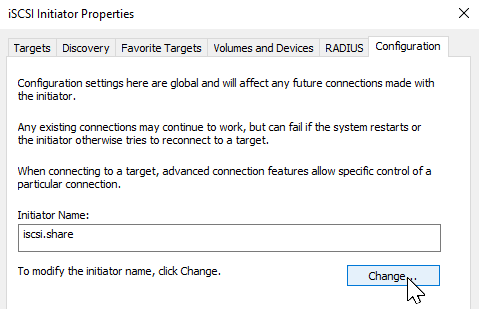 iSCSI Initiator Properties
Targets Discovery Favorite Targets Volumes and Devices RADIUS Configuration
Configuration settings here are global and will affect any future connections made with
the initiator.
Any existing connections may continue to work, but can fail if the system restarts or
the initiator otherwise tries to reconnect to a target.
When connecting to a target, advanced connection features allow specific control of a
particular connection.
Initiator Name:
iscsi.share
To modify the initiator name, click Change.
Change...